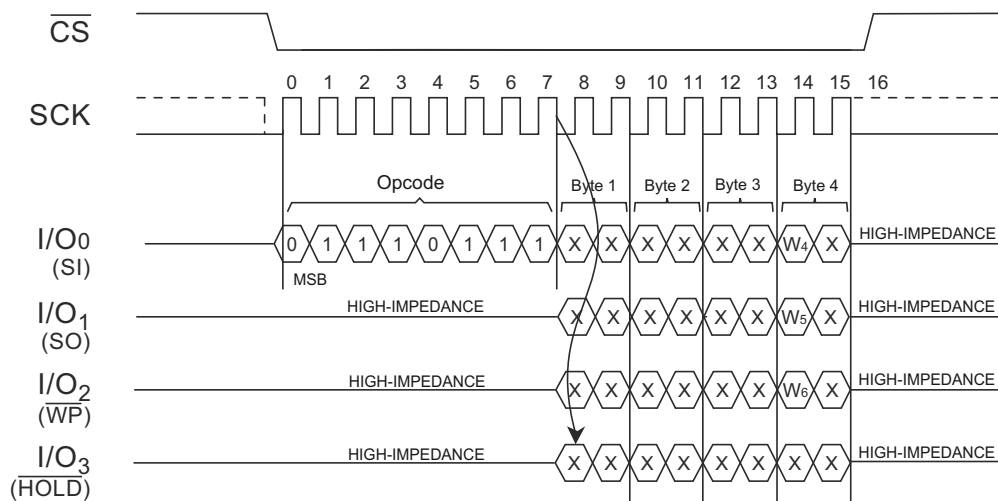 CS
0 1 2 3 4 5 6 7 8 9 10 11 12 13 14 15 16
SCK
Opcode Byte 1 Byte 2 Byte 3 Byte 4
I/O0 0 1 1 1 0 1 1 1 X X X X X X W4 X HIGH-IMPEDANCE
(SI)
MSB
I/O1 HIGH-IMPEDANCE X X X X X X W5 X HIGH-IMPEDANCE
(SO)
I/O2 HIGH-IMPEDANCE X X X X X X W6 X HIGH-IMPEDANCE
(WP)
I/O3 HIGH-IMPEDANCE X X X X X X X X HIGH-IMPEDANCE
(HOLD)